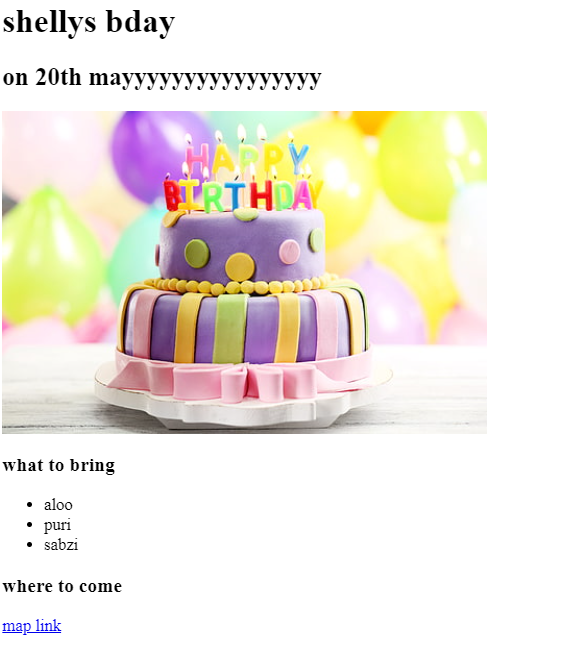 shellys bday
on 20th mayyyyyyyyyyyyyyyy
HAPPY
BIRTHDAY
what to bring
aloo
puri
sabzi
where to come
map link